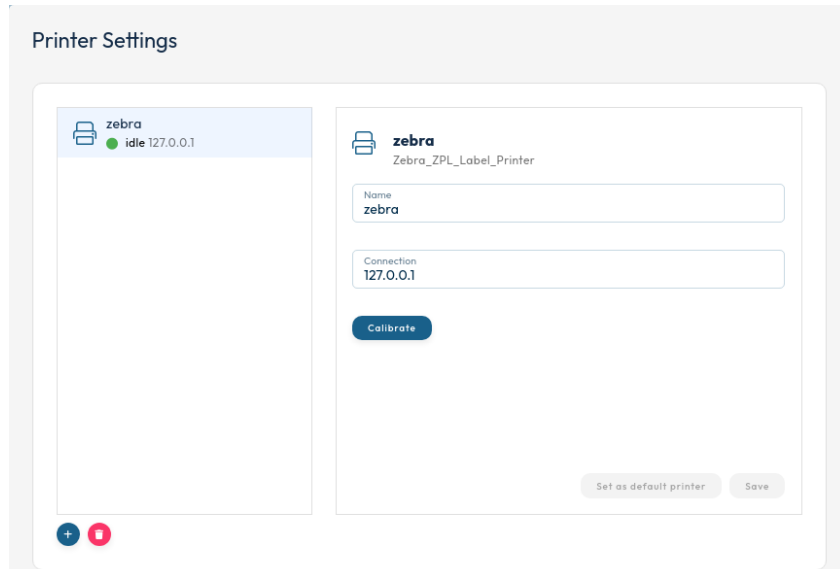 Printer Settings
zebra
idle 127.0.0.1
zebra
Zebra_ZPL_Label_Printer
Name
zebra
Connection
127.0.0.1
Calibrate
Set as default printer
Save